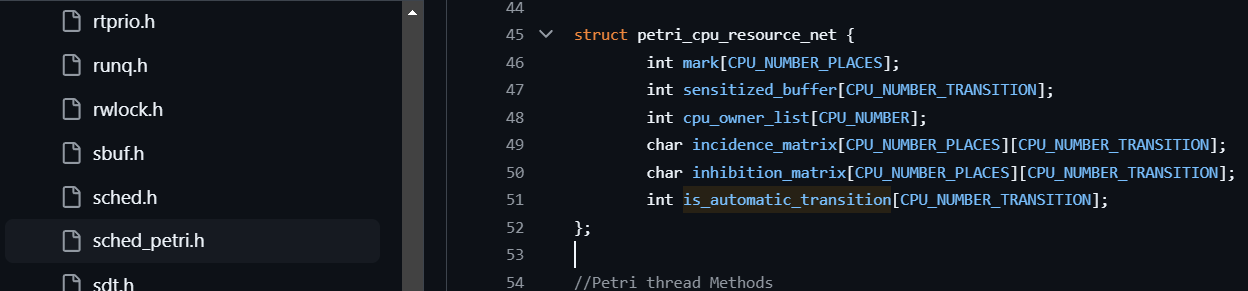 rtprio.h
runq.h
rwlock.h
sbuf.h
sched.h
sched_petri.h
sdt.h
44
45 struct petri_cpu_resource_net {
46 int mark[CPU_NUMBER_PLACES];
47 int sensitized_buffer[CPU_NUMBER_TRANSITION];
48 int cpu_owner_list[CPU_NUMBER];
49 char incidence_matrix[CPU_NUMBER_PLACES][CPU_NUMBER_TRANSITION];
50 char inhibition_matrix[CPU_NUMBER_PLACES][CPU_NUMBER_TRANSITION];
51 int is_automatic_transition[CPU_NUMBER_TRANSITION];
52 };
53
54 //Petri thread Methods